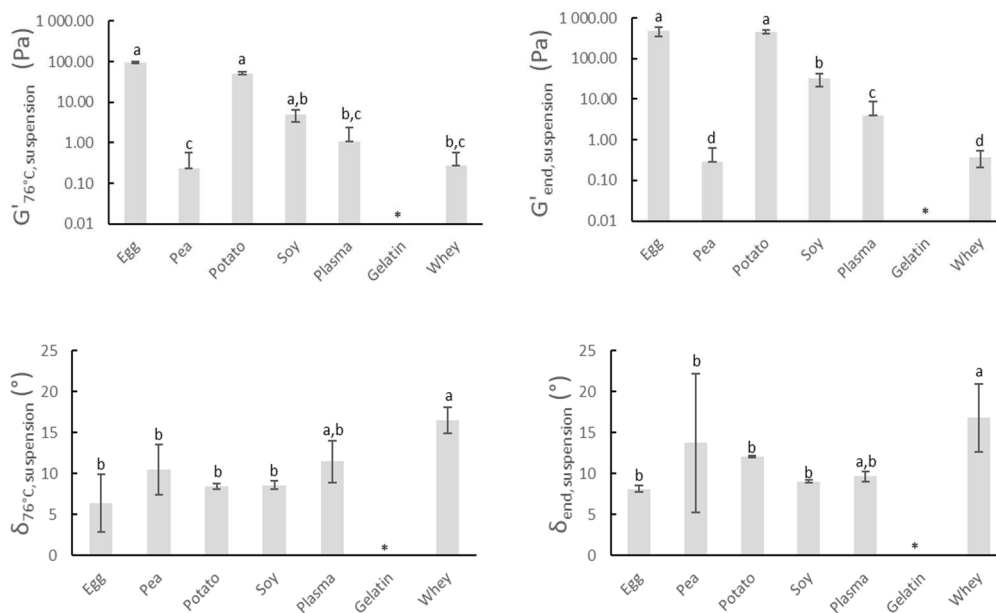 G'76°C,suspension (Pa)
1 000.00
100.00
10.00
1.00
0.10
0.01
a
c
a
a,b
b,c
*
b,c
Egg
Pea
Potato
Soy
Plasma
Gelatin
Whey
G'end, suspension (Pa)
1 000.00
100.00
10.00
1.00
0.10
0.01
a
d
a
b
c
*
d
Egg
Pea
Potato
Soy
Plasma
Gelatin
Whey
δ76°C, suspension (°)
25
20
15
10
5
0
b
b
b
b
a,b
*
a
Egg
Pea
Potato
Soy
Plasma
Gelatin
Whey
δend, suspension (°)
25
20
15
10
5
0
b
b
b
b
a,b
*
a
Egg
Pea
Potato
Soy
Plasma
Gelatin
Whey